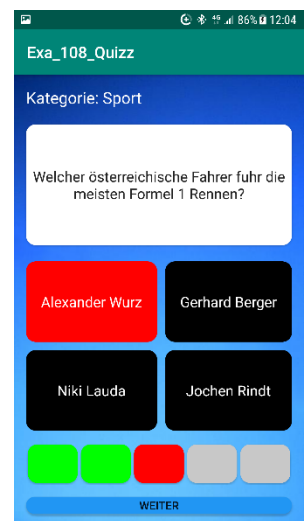 86% 12:04
Exa_108_Quizz
Kategorie: Sport
Welcher österreichische Fahrer fuhr die
meisten Formel 1 Rennen?
Alexander Wurz
Gerhard Berger
Niki Lauda
Jochen Rindt
WEITER